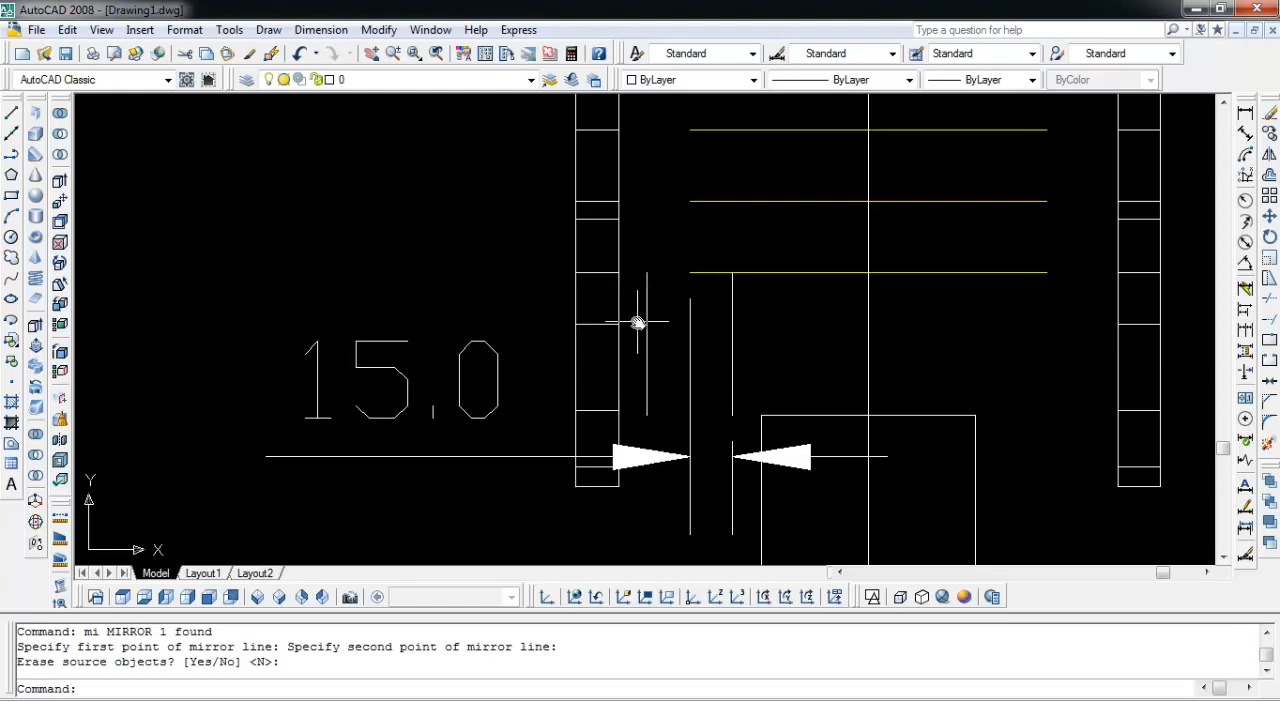 AutoCAD 2008 - [Drawing1.dwg]
File Edit View Insert Format Tools Draw Dimension Modify Window Help Express
Type a question for help
Standard Standard Standard Standard
AutoCAD Classic 0 ByLayer ByLayer ByLayer ByColor
15.0
Y
X
A
Model Layout1 Layout2
Command: mi MIRROR 1 found
Specify first point of mirror line: Specify second point of mirror line:
Erase source objects? [Yes/No] <N>:
Command: